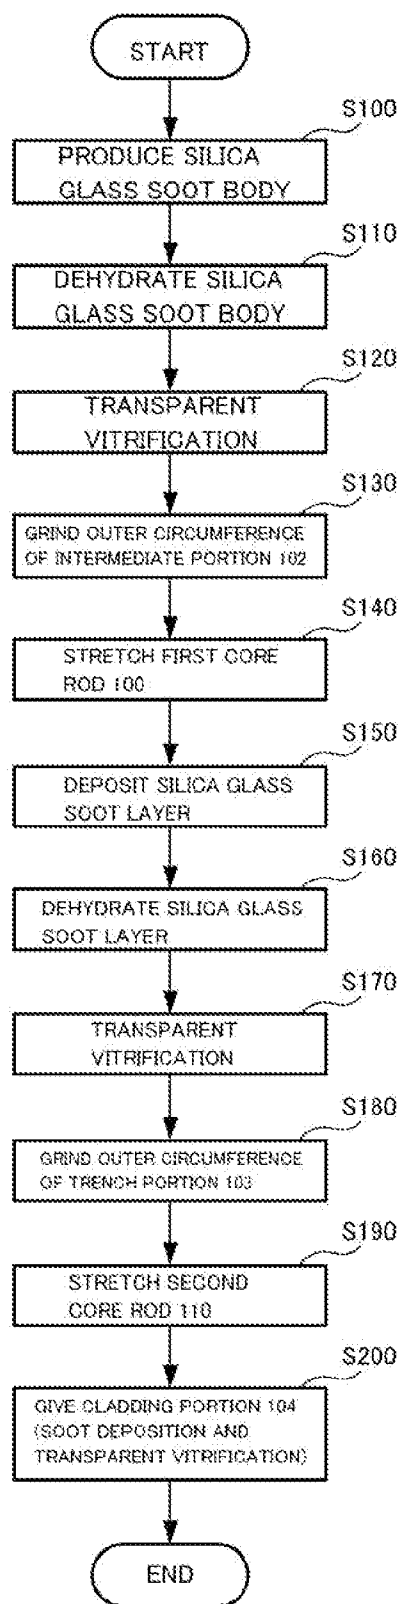 START
S100
PRODUCE SILICA
GLASS SOOT BODY
S110
DEHYDRATE SILICA
GLASS SOOT BODY
S120
TRANSPARENT
VITRIFICATION
S130
GRIND OUTER CIRCUMFERENCE
OF INTERMEDIATE PORTION 102
S140
STRETCH FIRST CORE
ROD 100
S150
DEPOSIT SILICA GLASS
SOOT LAYER
S160
DEHYDRATE SILICA GLASS
SOOT LAYER
S170
TRANSPARENT
VITRIFICATION
S180
GRIND OUTER CIRCUMFERENCE
OF TRENCH PORTION 103
S190
STRETCH SECOND
CORE ROD 110
S200
GIVE CLADDING PORTION 104
(SOOT DEPOSITION AND
TRANSPARENT VITRIFICATION)
END